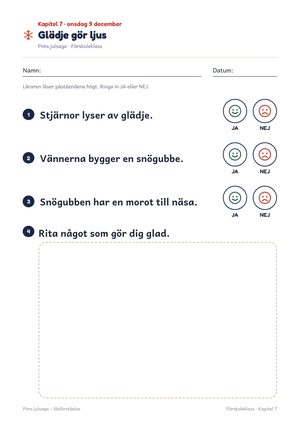 Kapitel 7 · onsdag 9 december
Glädje gör ljus
Pims julsaga · Förskoleklass
Namn:
Datum:
Läraren läser påståendena högt. Ringa in JA eller NEJ.
1 Stjärnor lyser av glädje.
JA NEJ
2 Vännerna bygger en snögubbe.
JA NEJ
3 Snögubben har en morot till näsa.
JA NEJ
4 Rita något som gör dig glad.
Pims julsaga – läsförståelse
Förskoleklass · Kapitel 7